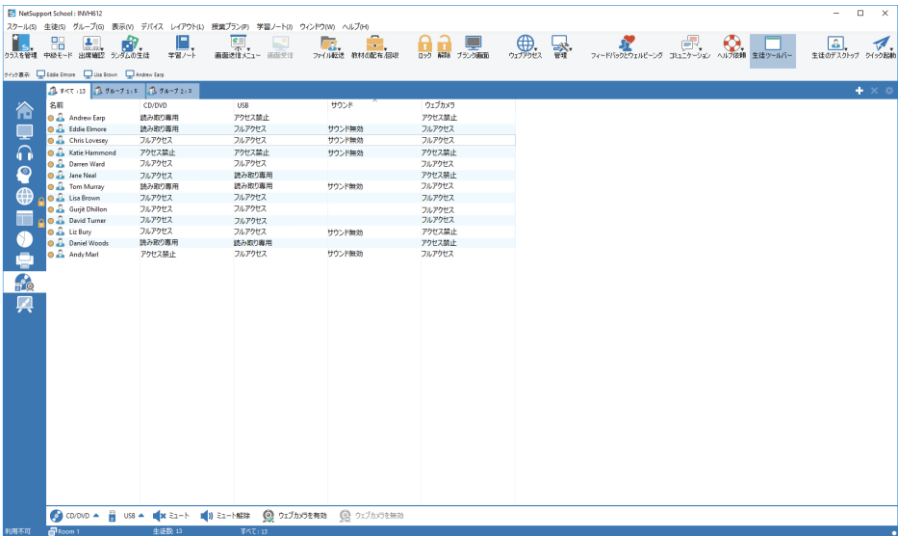 NetSupport School : INVH612
スクール(S) 生徒(S) グループ(G) 表示(V) デバイス レイアウト(L) 授業プラン(P) 学習ノート(J) ウィンドウ(W) ヘルプ(H)
クラスを管理 中級モード 出席確認 ランダムの生徒 学習ノート 画面送信メニュー 画面受信 ファイル転送 教材の配布/回収 ロック 解除 ブランク画面 ウェブアクセス 管理 フィードバックとウェルビーング コミュニケーション ヘルプ依頼 生徒ツールバー 生徒のデスクトップ クイック起動
クイック表示: Eddie Elmore Lisa Brown Andrew Earp
すべて : 13 グループ 1 : 5 グループ 2 : 3
名前 CD/DVD USB サウンド ウェブカメラ
Andrew Earp 読み取り専用 アクセス禁止 アクセス禁止
Eddie Elmore 読み取り専用 フルアクセス サウンド無効 フルアクセス
Chris Lovesey フルアクセス フルアクセス サウンド無効 フルアクセス
Katie Hammond アクセス禁止 アクセス禁止 サウンド無効 アクセス禁止
Darren Ward フルアクセス フルアクセス フルアクセス
Jane Neal フルアクセス 読み取り専用 アクセス禁止
Tom Murray 読み取り専用 読み取り専用 サウンド無効 フルアクセス
Lisa Brown フルアクセス フルアクセス フルアクセス
Gurjit Dhillon フルアクセス フルアクセス フルアクセス
David Turner フルアクセス フルアクセス フルアクセス
Liz Bury フルアクセス フルアクセス サウンド無効 アクセス禁止
Daniel Woods 読み取り専用 読み取り専用 アクセス禁止
Andy Marl アクセス禁止 フルアクセス サウンド無効 フルアクセス
CD/DVD USB ミュート ミュート解除 ウェブカメラを有効 ウェブカメラを無効
利用不可 Room 1 生徒数: 13 すべて : 13